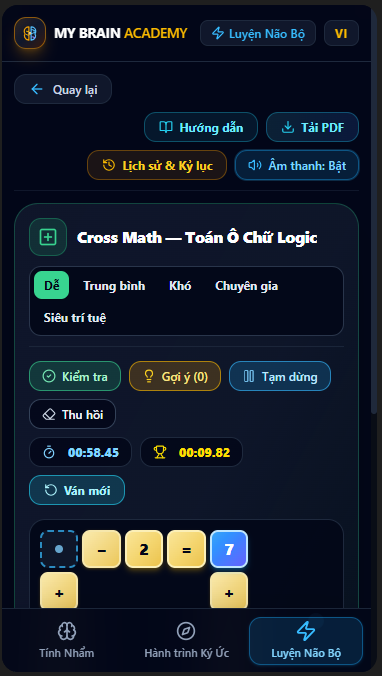 MY BRAIN ACADEMY Luyện Não Bộ VI
Quay lại
Hướng dẫn Tải PDF
Lịch sử & Kỷ lục Âm thanh: Bật
Cross Math — Toán Ô Chữ Logic
Dễ Trung bình Khó Chuyên gia
Siêu trí tuệ
Kiểm tra Gợi ý (0) Tạm dừng
Thu hồi
00:58.45 00:09.82
Ván mới
− 2 = 7
+ +
Tính Nhẩm Hành trình Ký Ức Luyện Não Bộ